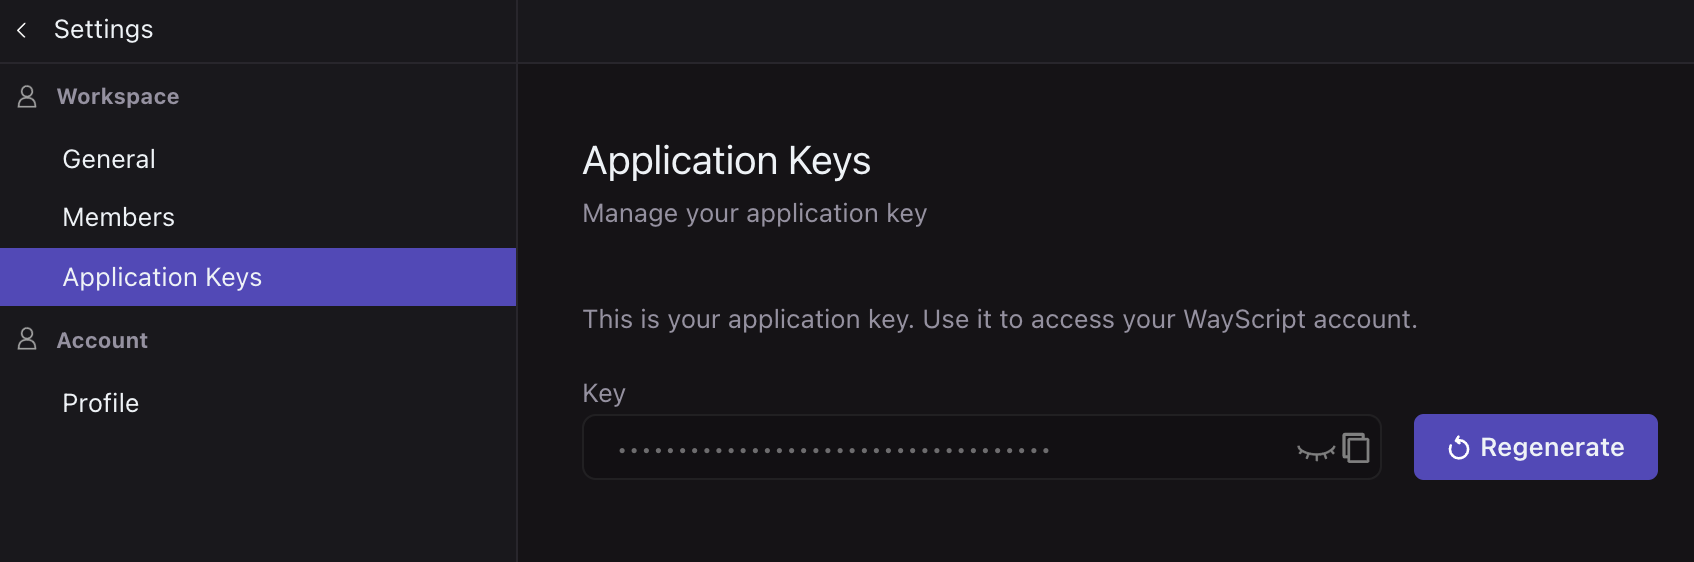 Settings
Workspace
General
Members
Application Keys
Account
Profile
Application Keys
Manage your application key
This is your application key. Use it to access your WayScript account.
Key
••••••••••••••••••••••••••••••••••••
Regenerate